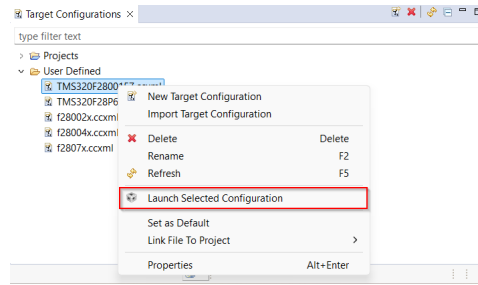 Target Configurations
type filter text
Projects
User Defined
TMS320F2800157.ccxml
TMS320F28P6
f28002x.ccxml
f28004x.ccxml
f2807x.ccxml
New Target Configuration
Import Target Configuration
Delete Delete
Rename F2
Refresh F5
Launch Selected Configuration
Set as Default
Link File To Project
Properties Alt+Enter